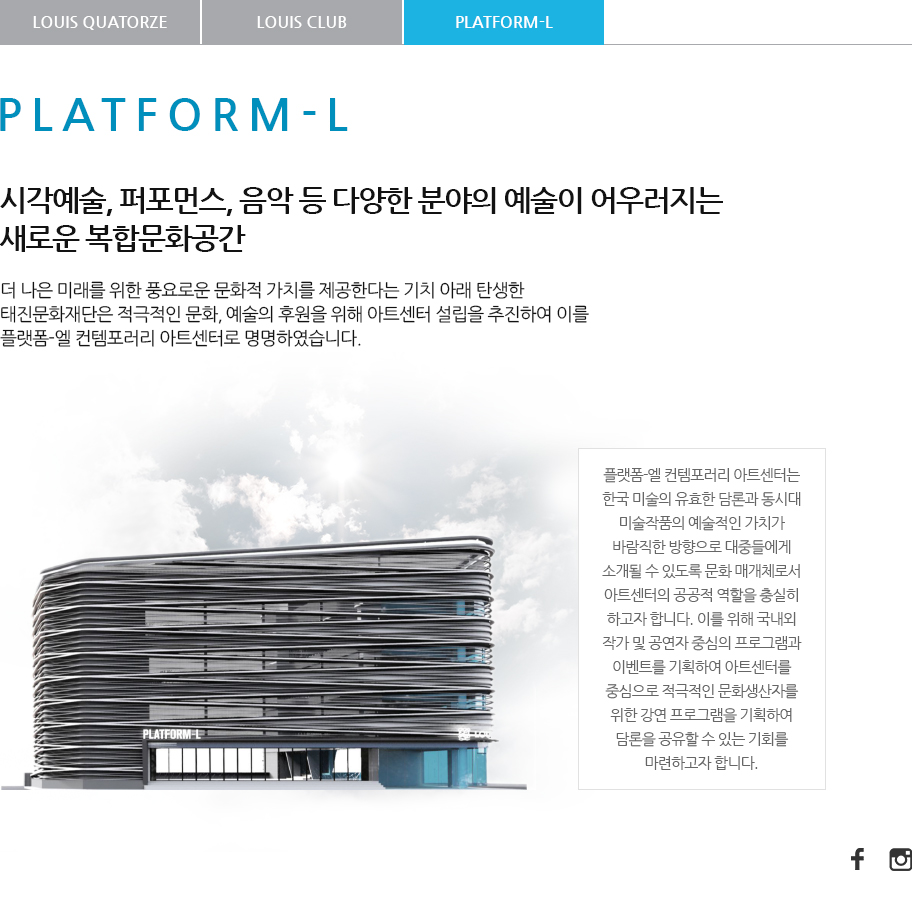 LOUIS QUATORZE
LOUIS CLUB
PLATFORM-L
PLATFORM-L
시각예술, 퍼포먼스, 음악 등 다양한 분야의 예술이 어우러지는
새로운 복합문화공간
더 나은 미래를 위한 풍요로운 문화적 가치를 제공한다는 기치 아래 탄생한
태진문화재단은 적극적인 문화, 예술의 후원을 위해 아트센터 설립을 추진하여 이를
플랫폼-엘 컨템포러리 아트센터로 명명하였습니다.
플랫폼-엘 컨템포러리 아트센터는
한국 미술의 유효한 담론과 동시대
미술작품의 예술적인 가치가
바람직한 방향으로 대중들에게
소개될 수 있도록 문화 매개체로서
아트센터의 공공적 역할을 충실히
하고자 합니다. 이를 위해 국내외
작가 및 공연자 중심의 프로그램과
이벤트를 기획하여 아트센터를
중심으로 적극적인 문화생산자를
위한 강연 프로그램을 기획하여
담론을 공유할 수 있는 기회를
마련하고자 합니다.
PLATFORM-L